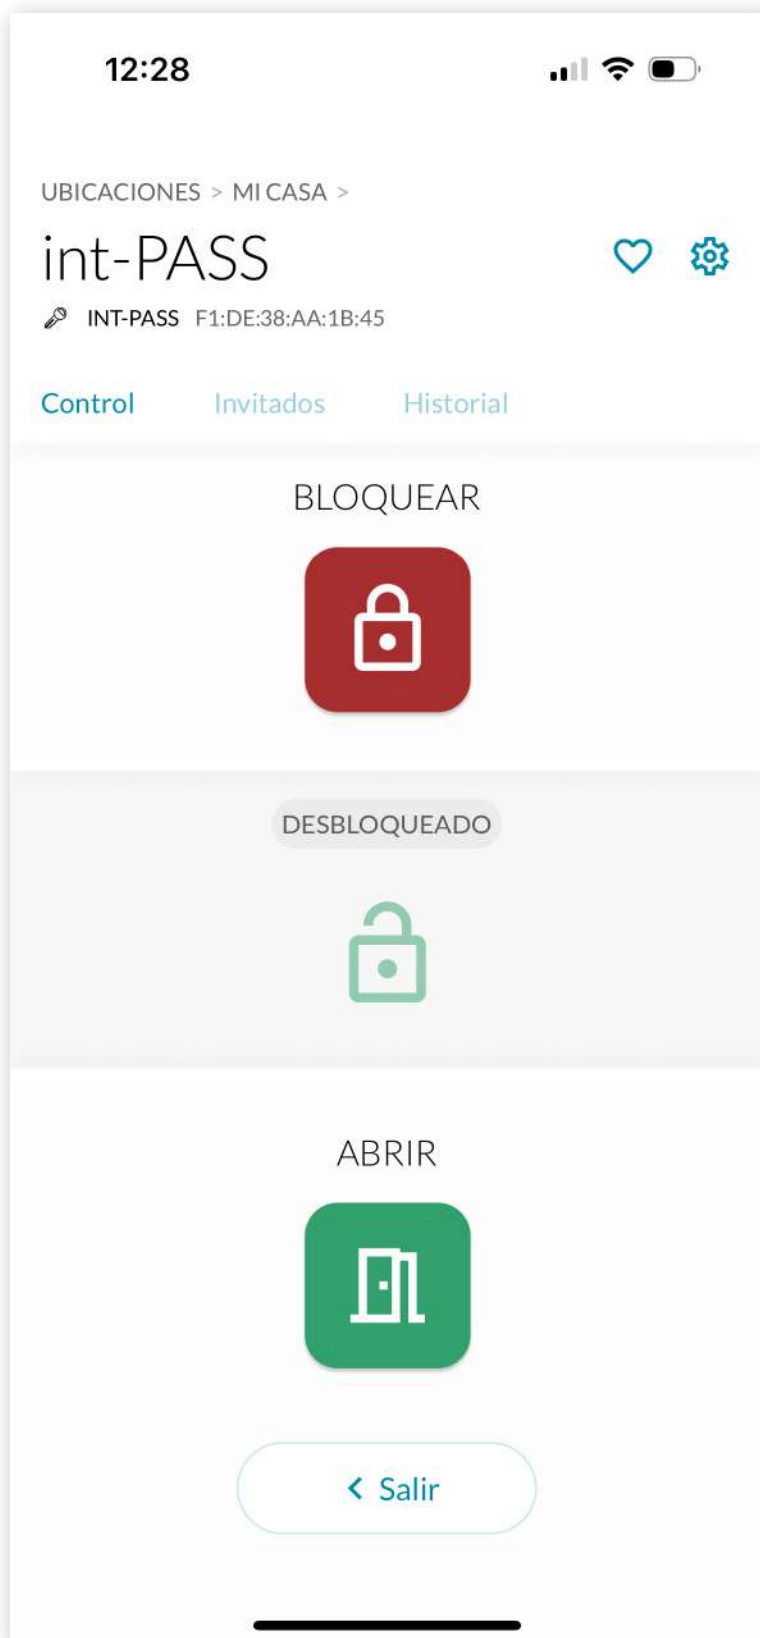 12:28
UBICACIONES > MI CASA >
int-PASS
INT-PASS F1:DE:38:AA:1B:45
Control Invitados Historial
BLOQUEAR
DESBLOQUEADO
ABRIR
< Salir